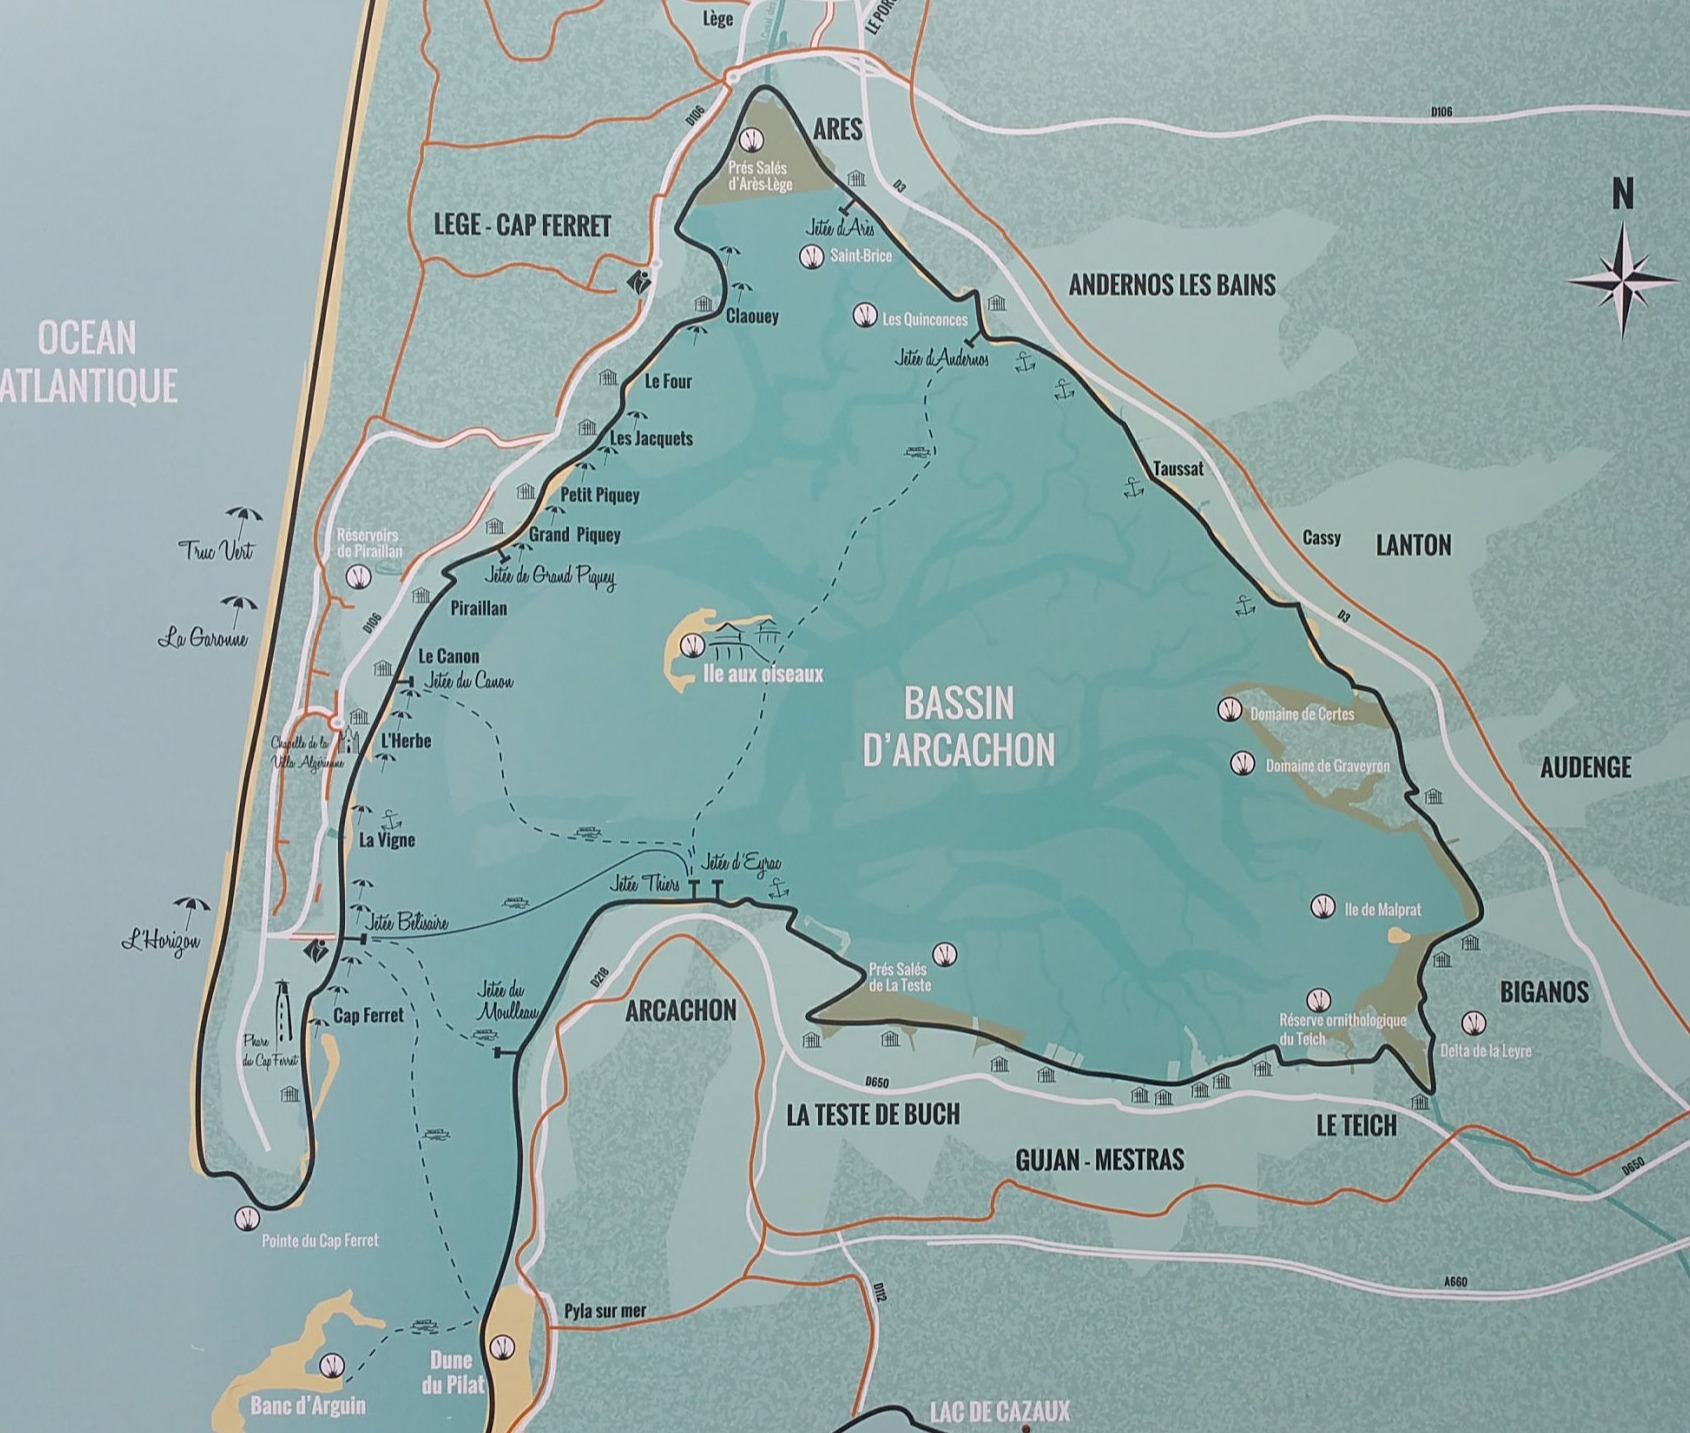 Lège
LE POR
D106
ARES
D106
Prés Salés
d'Arès-Lège
D3
N
LEGE - CAP FERRET
Jetée d'Arès
Saint-Brice
ANDERNOS LES BAINS
Claouey
Les Quinconces
OCEAN
ATLANTIQUE
Jetée d'Andernos
Le Four
Les Jacquets
Taussat
Petit Piquey
Truc Vert
Réservoirs
de Piraillan
Grand Piquey
Cassy
LANTON
Jetée de Grand Piquey
La Garonne
Piraillan
D106
D3
Le Canon
Jetée du Canon
Ile aux oiseaux
BASSIN
D'ARCACHON
Domaine de Certes
L'Herbe
Chapelle de la
Villa Algérienne
Domaine de Graveyron
AUDENGE
La Vigne
Jetée d'Eyrac
Jetée Thiers
L'Horizon
Jetée Bélisaire
Ile de Malprat
Prés Salés
de La Teste
D218
Jetée du
Moulleau
ARCACHON
BIGANOS
Cap Ferret
Réserve ornithologique
du Teich
Phare
du Cap Ferret
Delta de la Leyre
D650
LA TESTE DE BUCH
LE TEICH
GUJAN - MESTRAS
D650
Pointe du Cap Ferret
A660
D112
Pyla sur mer
Dune
du Pilat
Banc d'Arguin
LAC DE CAZAUX